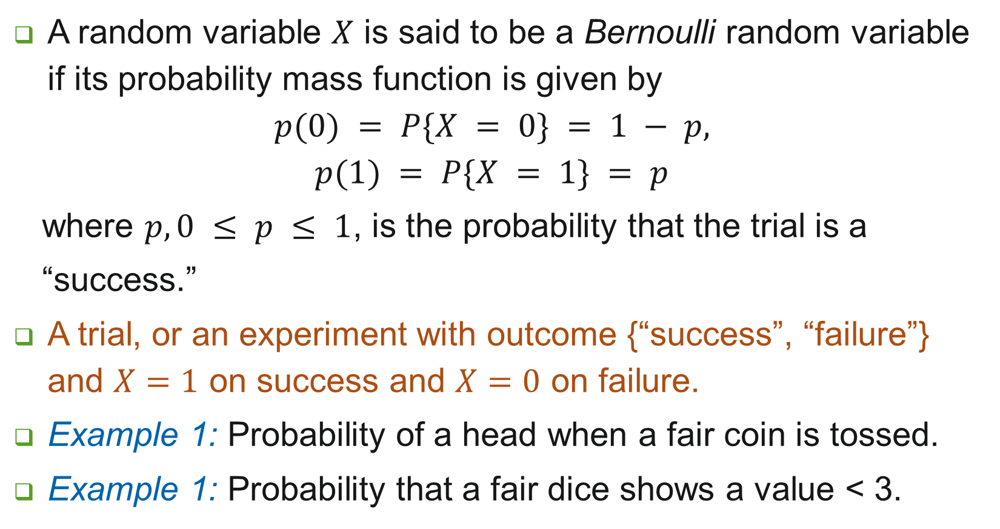 A random variable 𝑋 is said to be a Bernoulli random variable
if its probability mass function is given by
𝑝(0) = 𝑃{𝑋 = 0} = 1 − 𝑝,
𝑝(1) = 𝑃{𝑋 = 1} = 𝑝
where 𝑝, 0 ≤ 𝑝 ≤ 1, is the probability that the trial is a
“success.”
A trial, or an experiment with outcome {“success”, “failure”}
and 𝑋 = 1 on success and 𝑋 = 0 on failure.
Example 1: Probability of a head when a fair coin is tossed.
Example 1: Probability that a fair dice shows a value < 3.